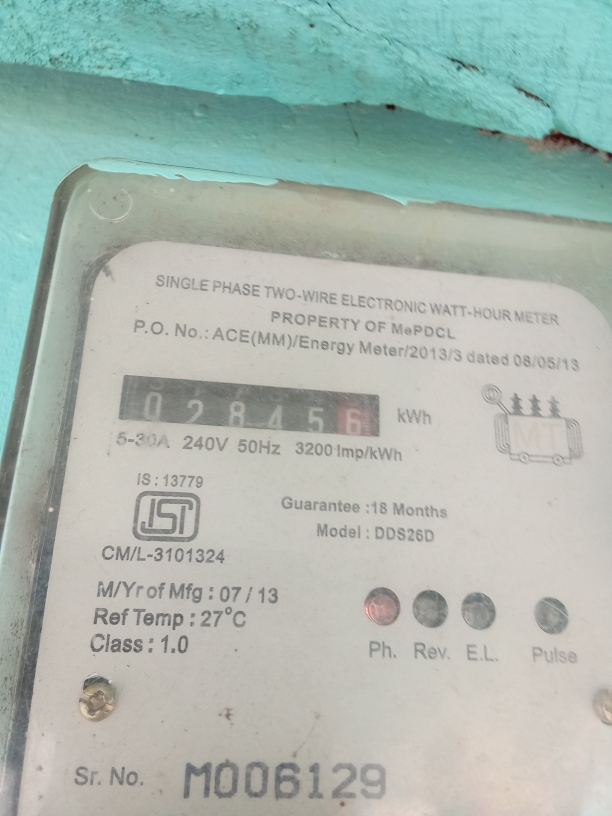 SINGLE PHASE TWO-WIRE ELECTRONIC WATT-HOUR METER
PROPERTY OF MePDCL
P.O. No.: ACE(MM)/Energy Meter/2013/3 dated 08/05/13
028456 kWh
MT
5-30A 240V 50Hz 3200 Imp/kWh
IS : 13779
ISI
CM/L-3101324
Guarantee :18 Months
Model : DDS26D
M/Yr of Mfg : 07 / 13
Ref Temp : 27°C
Class : 1.0
Ph. Rev. E.L. Pulse
Sr. No. M006129